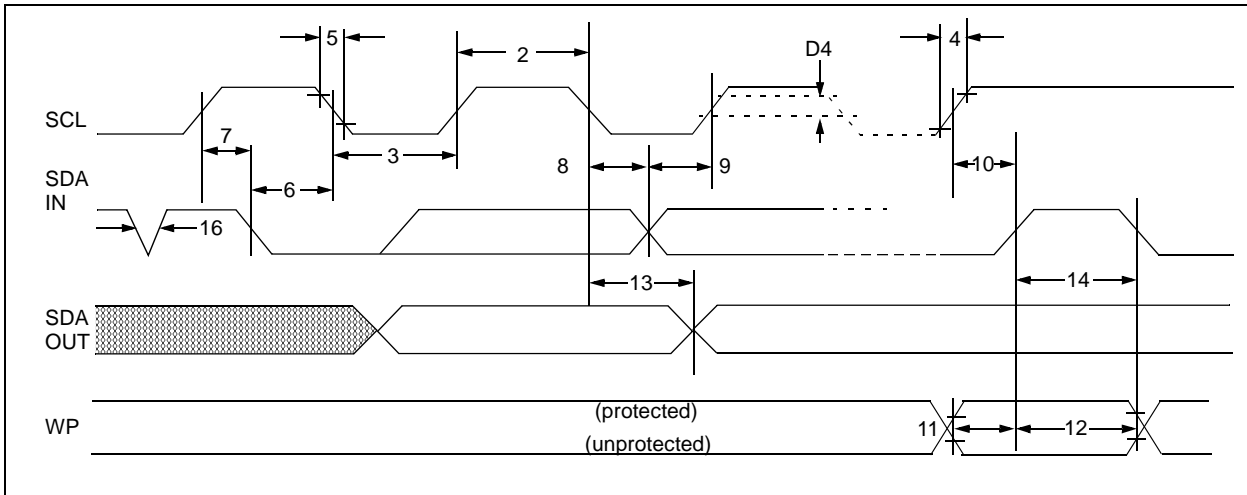 5
2
D4
4
SCL
7
3
8
9
10
SDA
IN
6
16
13
14
SDA
OUT
(protected)
WP
11
12
(unprotected)